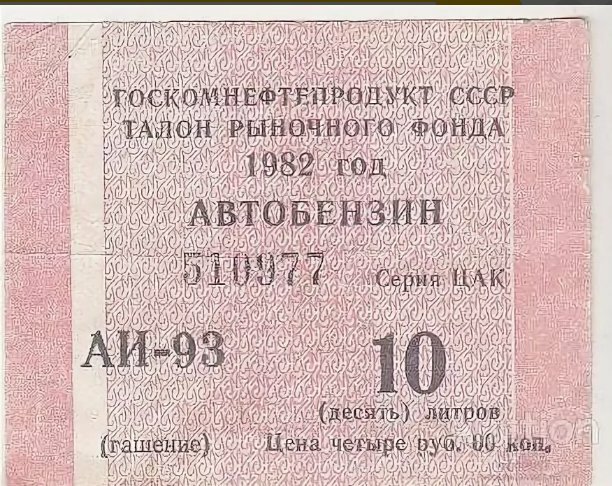 ГОСКОМНЕФТЕПРОДУКТ СССР
ТАЛОН РЫНОЧНОГО ФОНДА
1982 год
АВТОБЕНЗИН
510977 Серия ЦАК
АИ-93 10
(десять) литров
(гашение) Цена четыре руб. 00 коп.